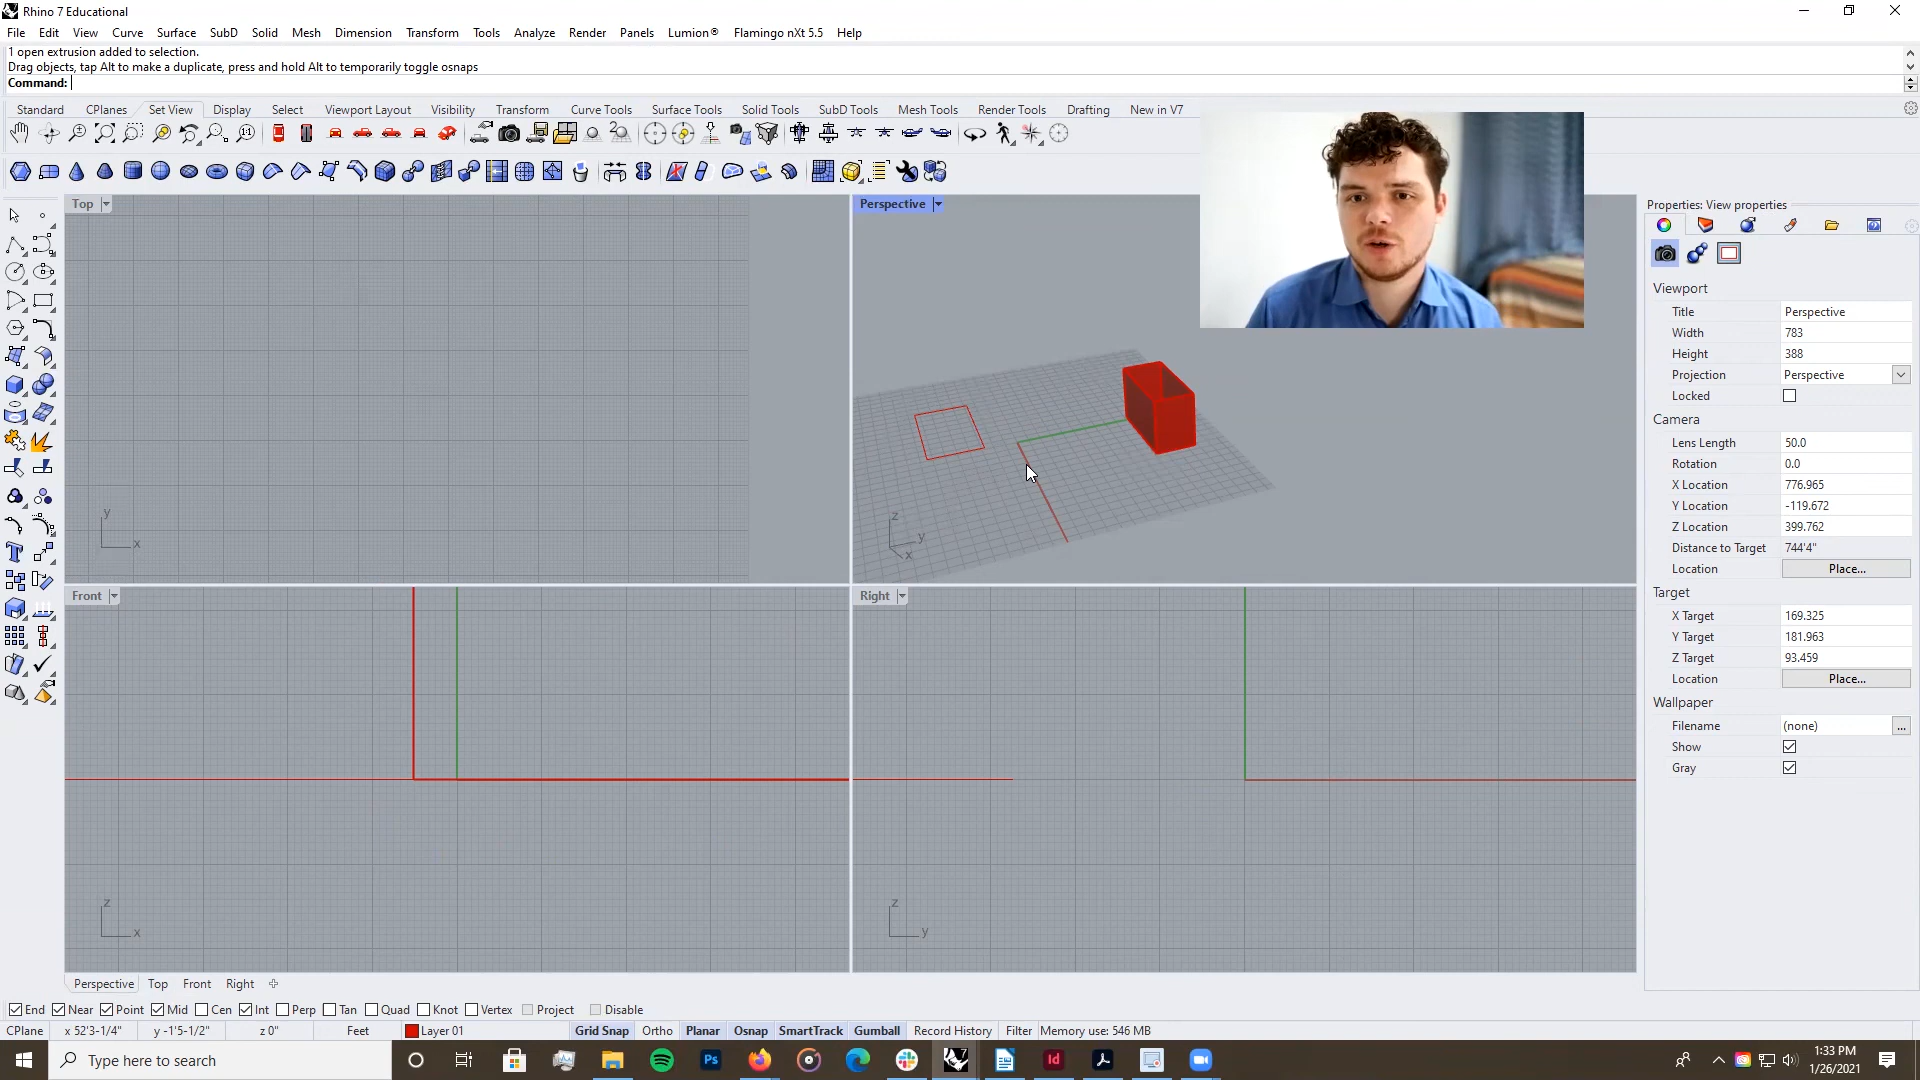 Rhino 7 Educational
File Edit View Curve Surface SubD Solid Mesh Dimension Transform Tools Analyze Render Panels Lumion® Flamingo nXt 5.5 Help
1 open extrusion added to selection.
Drag objects, tap Alt to make a duplicate, press and hold Alt to temporarily toggle osnaps
Command:
Standard CPlanes Set View Display Select Viewport Layout Visibility Transform Curve Tools Surface Tools Solid Tools SubD Tools Mesh Tools Render Tools Drafting New in V7
Top
Perspective
Properties: View properties
Viewport
Title Perspective
Width 783
Height 388
Projection Perspective
Locked
Camera
Lens Length 50.0
Rotation 0.0
X Location 776.965
Y Location -119.672
Z Location 399.762
Distance to Target 744'4"
Location Place...
Target
X Target 169.325
Y Target 181.963
Z Target 93.459
Location Place...
Wallpaper
Filename (none) ...
Show
Gray
y
x
z
y
x
Front
Right
z
x
z
y
Perspective Top Front Right
End Near Point Mid Cen Int Perp Tan Quad Knot Vertex Project Disable
CPlane x 52'3-1/4" y -1'5-1/2" z 0" Feet Layer 01 Grid Snap Ortho Planar Osnap SmartTrack Gumball Record History Filter Memory use: 546 MB
Type here to search
Ps
7
Id
1:33 PM
1/26/2021